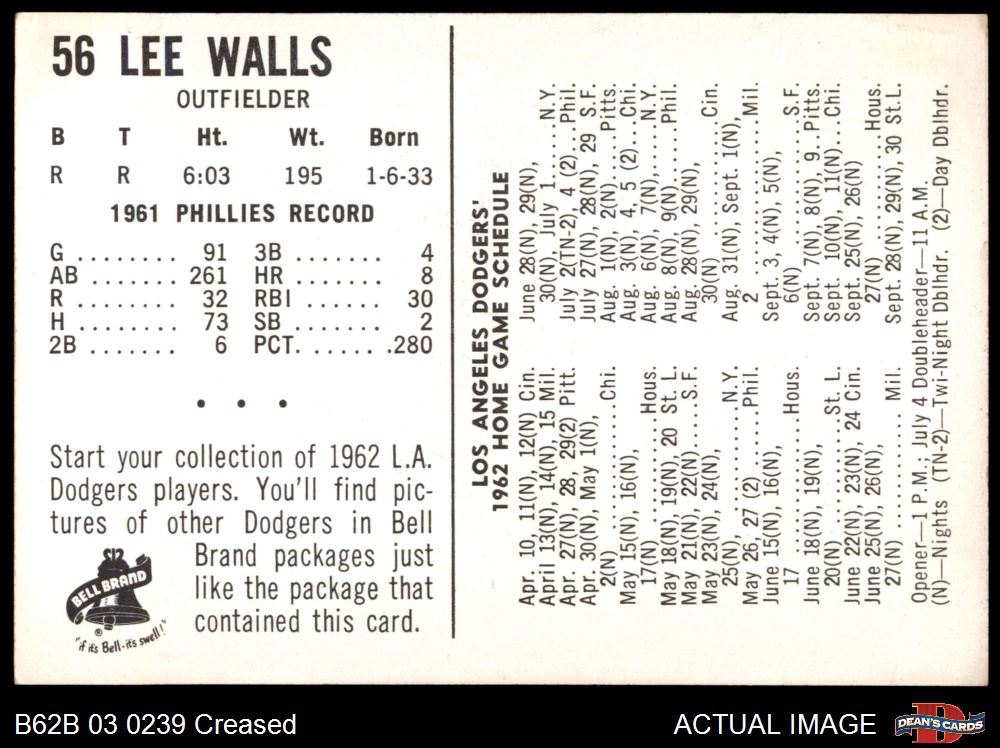 56 LEE WALLS
OUTFIELDER
B T Ht. Wt. Born
R R 6:03 195 1-6-33
1961 PHILLIES RECORD
G ........ 91 3B ........ 4
AB ....... 261 HR ....... 8
R ........ 32 RBI ...... 30
H ........ 73 SB ....... 2
2B ....... 6 PCT. ...... .280
• • •
Start your collection of 1962 L.A.
Dodgers players. You'll find pic-
tures of other Dodgers in Bell
Brand packages just
like the package that
contained this card.
BELL BRAND
®
"if it's Bell-it's swell!"
LOS ANGELES DODGERS'
1962 HOME GAME SCHEDULE
Apr. 10, 11(N), 12(N) Cin.
April 13(N), 14(N), 15 Mil.
Apr. 27(N), 28, 29(2) Pitt.
Apr. 30(N), May 1(N),
2(N) ........ Chi.
May 15(N), 16(N),
17(N) ........ Hous.
May 18(N), 19(N), 20 St. L.
May 21(N), 22(N) ....S.F.
May 23(N), 24(N),
25(N), ........N.Y.
May 26, 27 (2) ....Phil.
June 15(N), 16(N),
17 ........ Hous.
June 18(N), 19(N),
20(N) ........St. L.
June 22(N), 23(N), 24 Cin.
June 25(N), 26(N),
27(N) ........ Mil.
June 28(N), 29(N),
30(N), July 1 ....N.Y.
July 2(TN-2), 4 (2)...Phil.
July 27(N), 28(N), 29 S.F.
Aug. 1(N), 2(N) ..Pitts.
Aug. 3(N), 4, 5 (2)...Chi.
Aug. 6(N), 7(N),.....N.Y.
Aug. 8(N), 9(N).....Phil.
Aug. 28(N), 29(N),
30(N) ........Cin.
Aug. 31(N), Sept. 1(N),
2 ........Mil.
Sept. 3, 4(N), 5(N),
6(N) ........S.F.
Sept. 7(N), 8(N), 9..Pitts.
Sept. 10(N), 11(N)...Chi.
Sept. 25(N), 26(N)
27(N) ........Hous.
Sept. 28(N), 29(N), 30 St L.
Opener—1 P.M.; July 4 Doubleheader—11 A.M.
(N)—Nights (TN-2)—Twi-Night Dblhdr. (2)—Day Dblhdr.
B62B 03 0239 Creased
ACTUAL IMAGE
D
DEAN'S CARDS